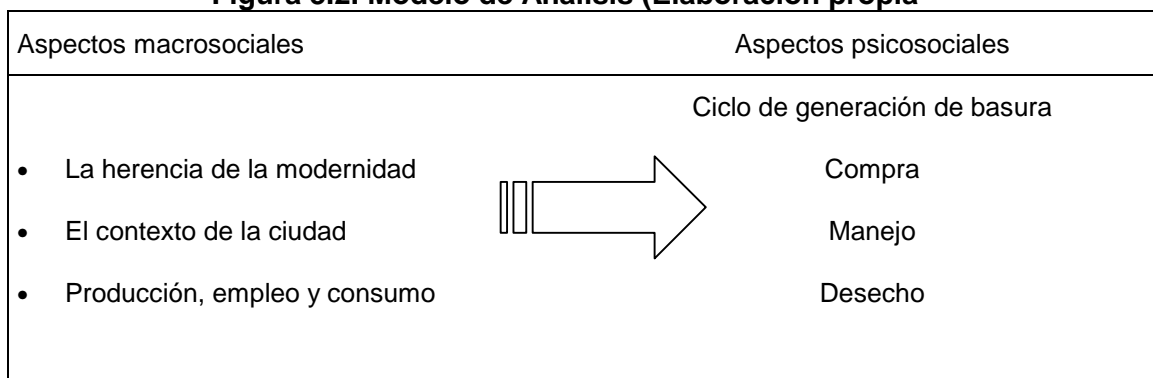 Figura Modelo de Análisis (Elaboración propia
Aspectos macrosociales Aspectos psicosociales
Ciclo de generación de basura
• La herencia de la modernidad Compra
• El contexto de la ciudad Manejo
• Producción, empleo y consumo Desecho